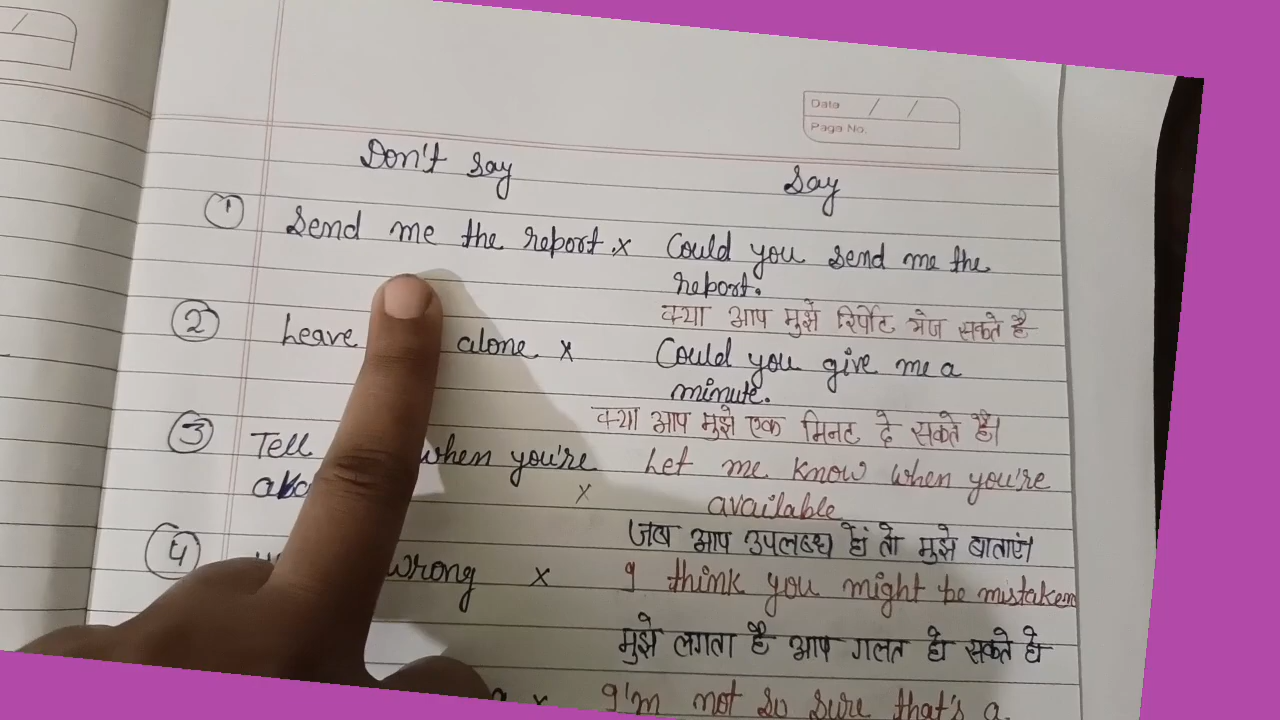 Date / /
Page No.
Don't say Say
① Send me the report. x Could you send me the
report.
क्या आप मुझे रिर्पोट भेज सकते है
② Leave alone x Could you give me a
minute.
क्या आप मुझे एक मिनट दे सकते है।
③ Tell when you're Let me know when you're
x available
जब आप उपलब्ध हों तो मुझे बाताएं
④ wrong x I think you might be mistaken
मुझे लगता है आप गलत हो सकते हो
x I'm not so sure that's a